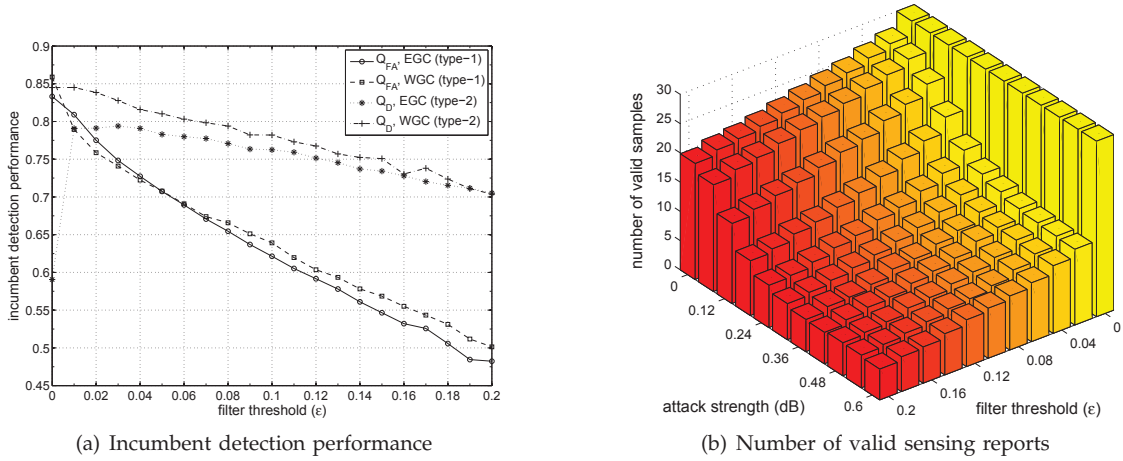 0.9
0.85
0.8
0.75
0.7
0.65
0.6
0.55
0.5
0.45
incumbent detection performance
0 0.02 0.04 0.06 0.08 0.1 0.12 0.14 0.16 0.18 0.2
filter threshold (ε)
Q_FA, EGC (type−1)
Q_FA, WGC (type−1)
Q_D, EGC (type−2)
Q_D, WGC (type−2)
(a) Incumbent detection performance
30
25
20
15
10
5
0
number of valid samples
0
0.12
0.24
0.36
0.48
0.6
attack strength (dB)
0.2
0.16
0.12
0.08
0.04
0
filter threshold (ε)
(b) Number of valid sensing reports